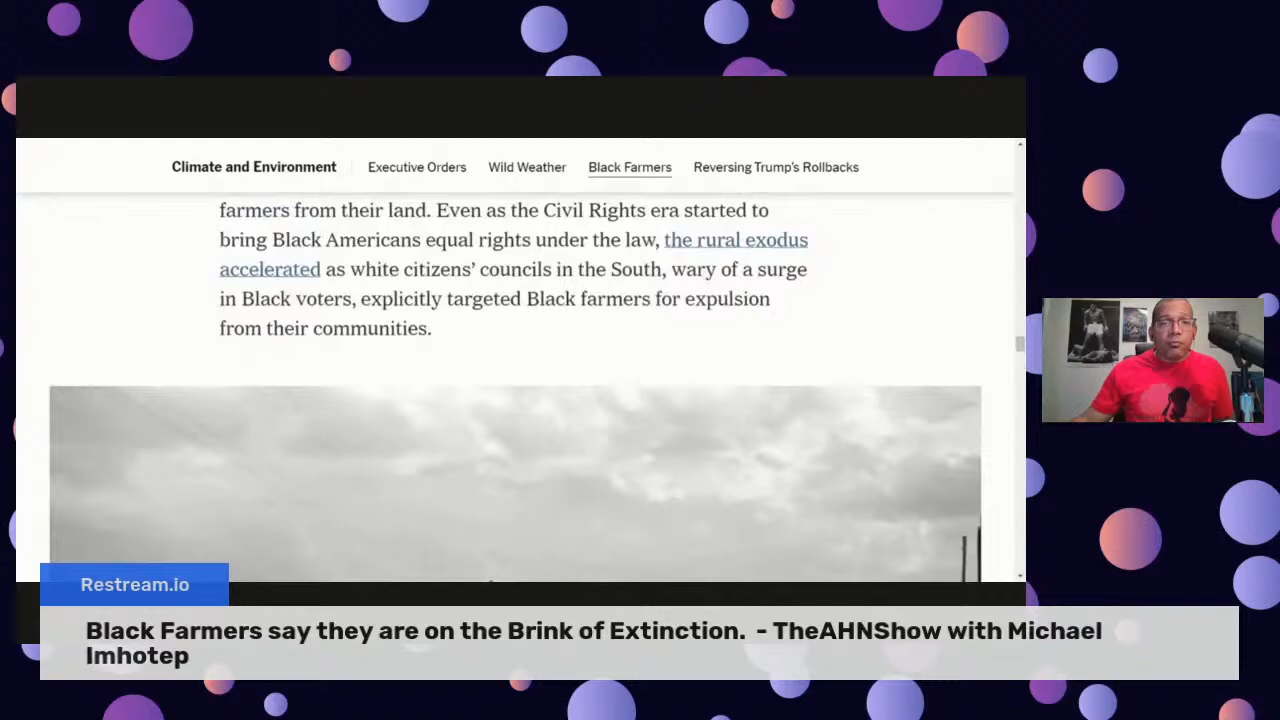 Climate and Environment Executive Orders Wild Weather Black Farmers Reversing Trump's Rollbacks
farmers from their land. Even as the Civil Rights era started to
bring Black Americans equal rights under the law, the rural exodus
accelerated as white citizens' councils in the South, wary of a surge
in Black voters, explicitly targeted Black farmers for expulsion
from their communities.
Restream.io
Black Farmers say they are on the Brink of Extinction. - TheAHNShow with Michael
Imhotep